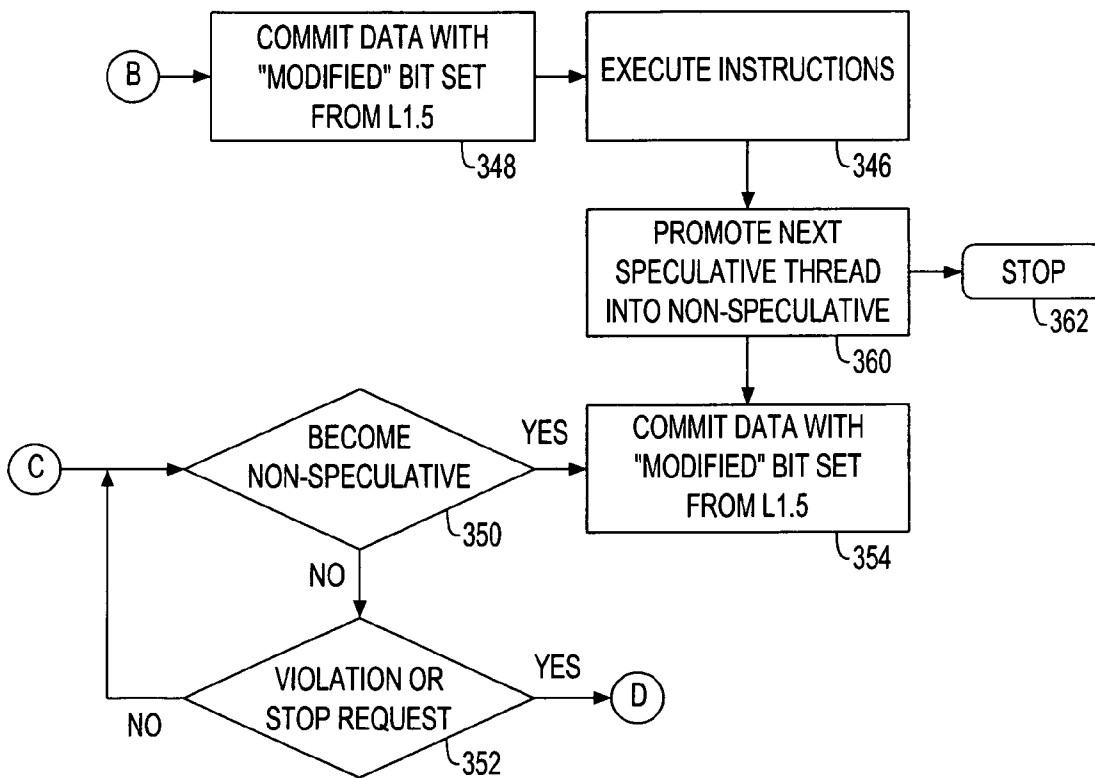 B
COMMIT DATA WITH
"MODIFIED" BIT SET
FROM L1.5
348
EXECUTE INSTRUCTIONS
346
PROMOTE NEXT
SPECULATIVE THREAD
INTO NON-SPECULATIVE
360
STOP
362
C
BECOME
NON-SPECULATIVE
350
YES
COMMIT DATA WITH
"MODIFIED" BIT SET
FROM L1.5
354
NO
VIOLATION OR
STOP REQUEST
352
YES
D
NO